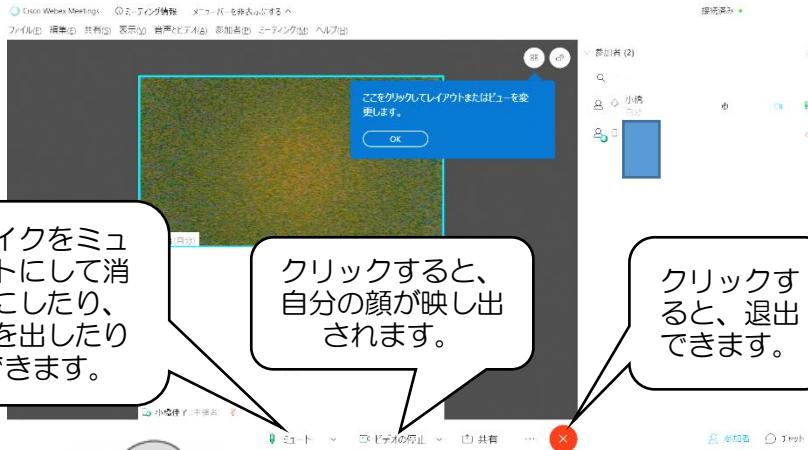 Cisco Webex Meetings ミーティング情報 メニューバーを非表示にする
接続済み
ファイル(E) 編集(E) 共有(S) 表示(V) 音声とビデオ(A) 参加者(P) ミーティング(M) ヘルプ(H)
参加者 (2)
ここをクリックしてレイアウトまたはビューを変
更します。
OK
小橋
自分
(自分)
イクをミュ
トにして消
にしたり、
を出したり
できます。
クリックすると、
自分の顔が映し出
されます。
クリックす
ると、退出
できます。
ミュート
ビデオの停止
共有
参加者
チャット